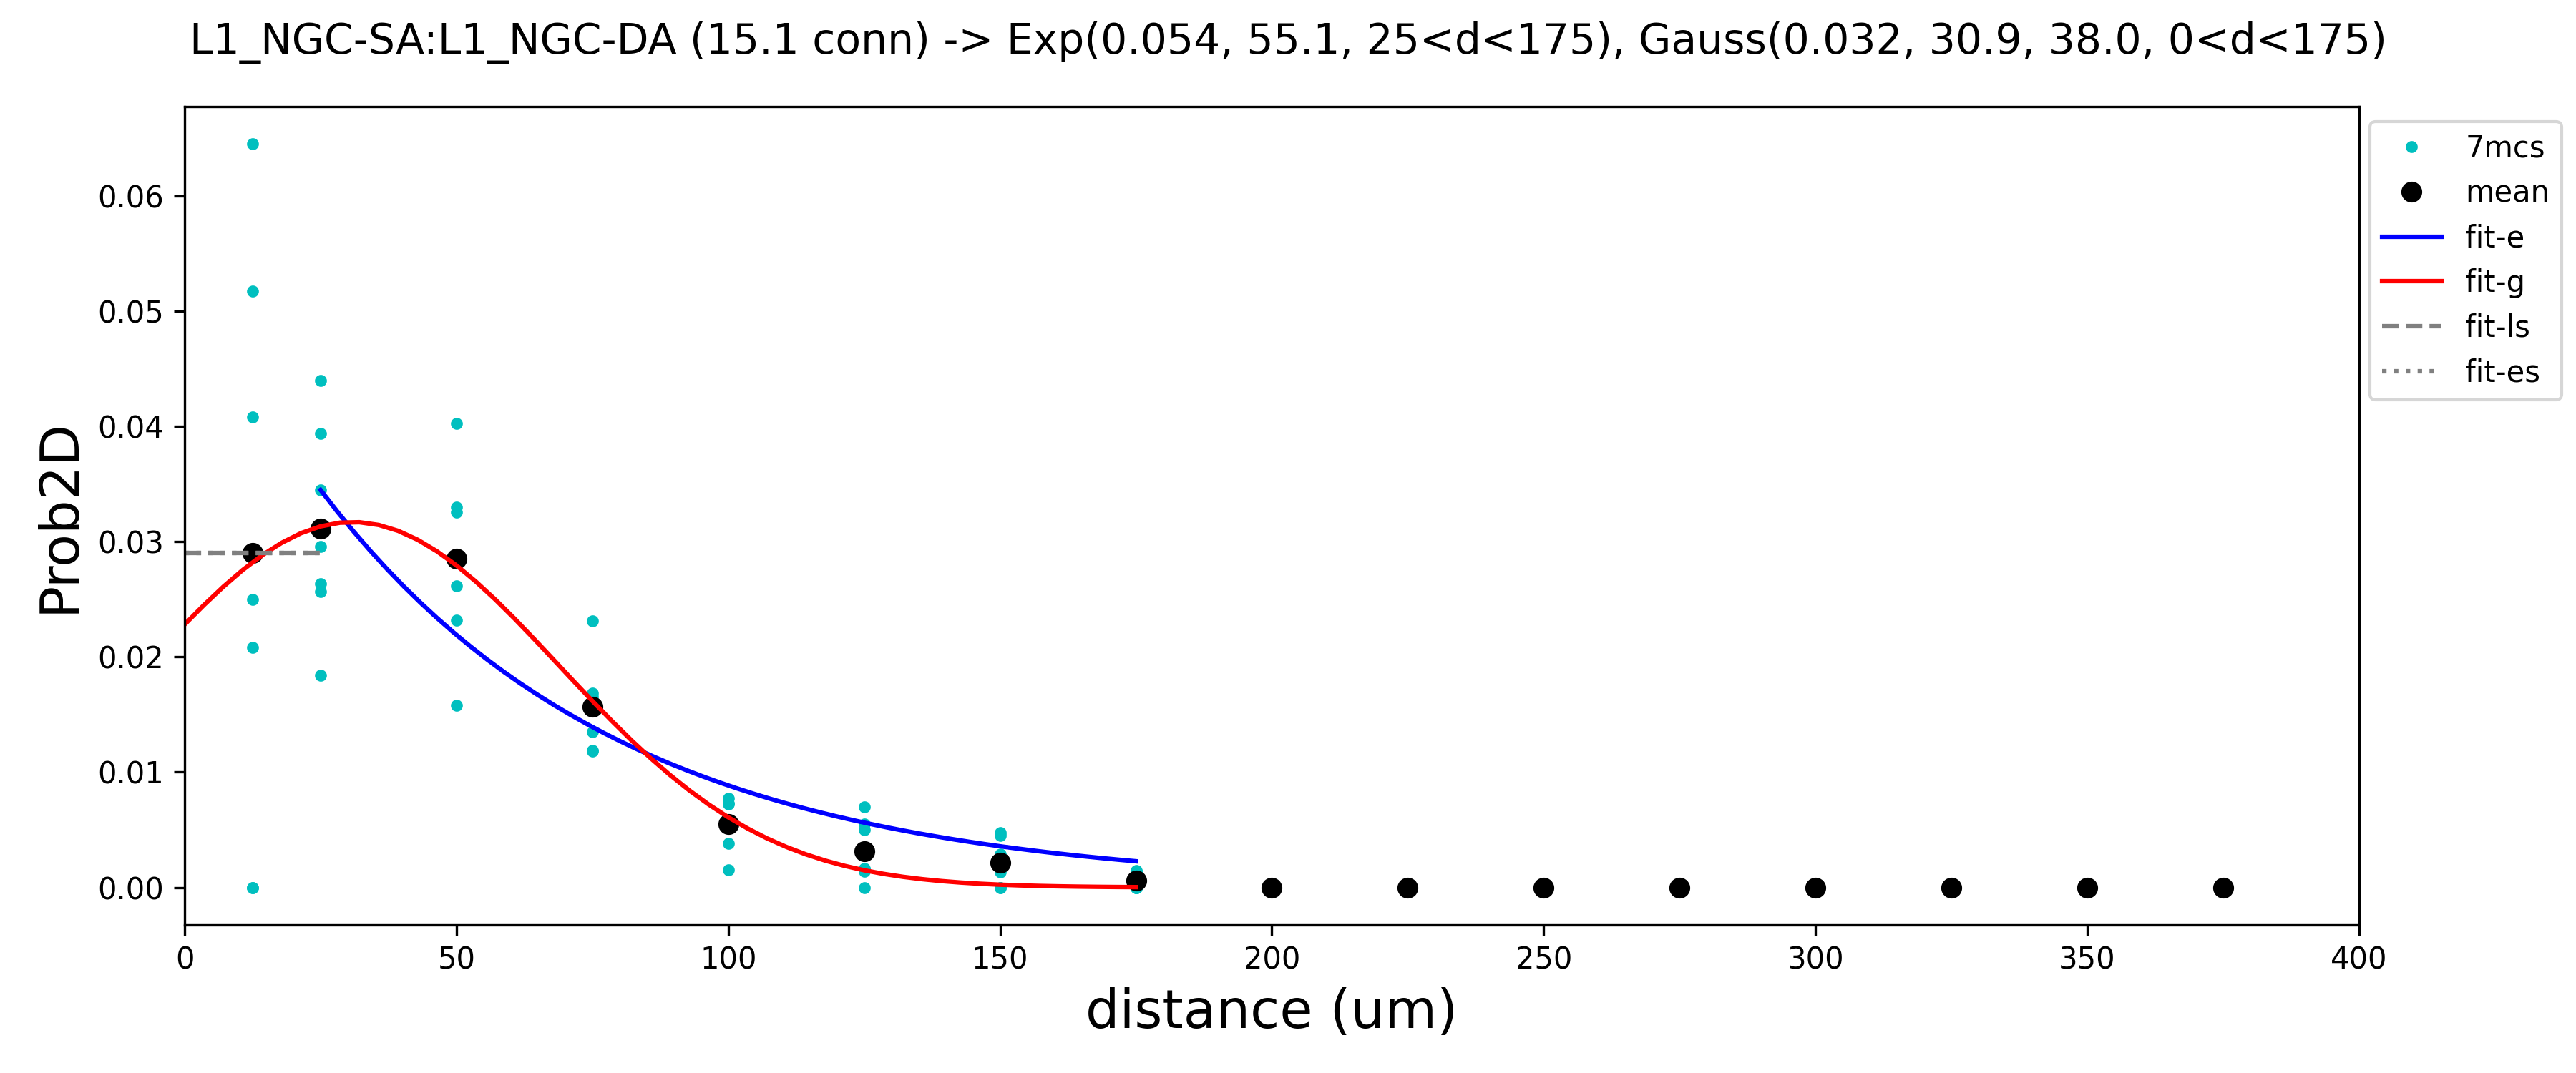 L1_NGC-SA:L1_NGC-DA (15.1 conn) -> Exp(0.054, 55.1, 25<d<175), Gauss(0.032, 30.9, 38.0, 0<d<175)
7mcs
mean
fit-e
fit-g
fit-ls
fit-es
Prob2D
0.06
0.05
0.04
0.03
0.02
0.01
0.00
0 50 100 150 200 250 300 350 400
distance (um)